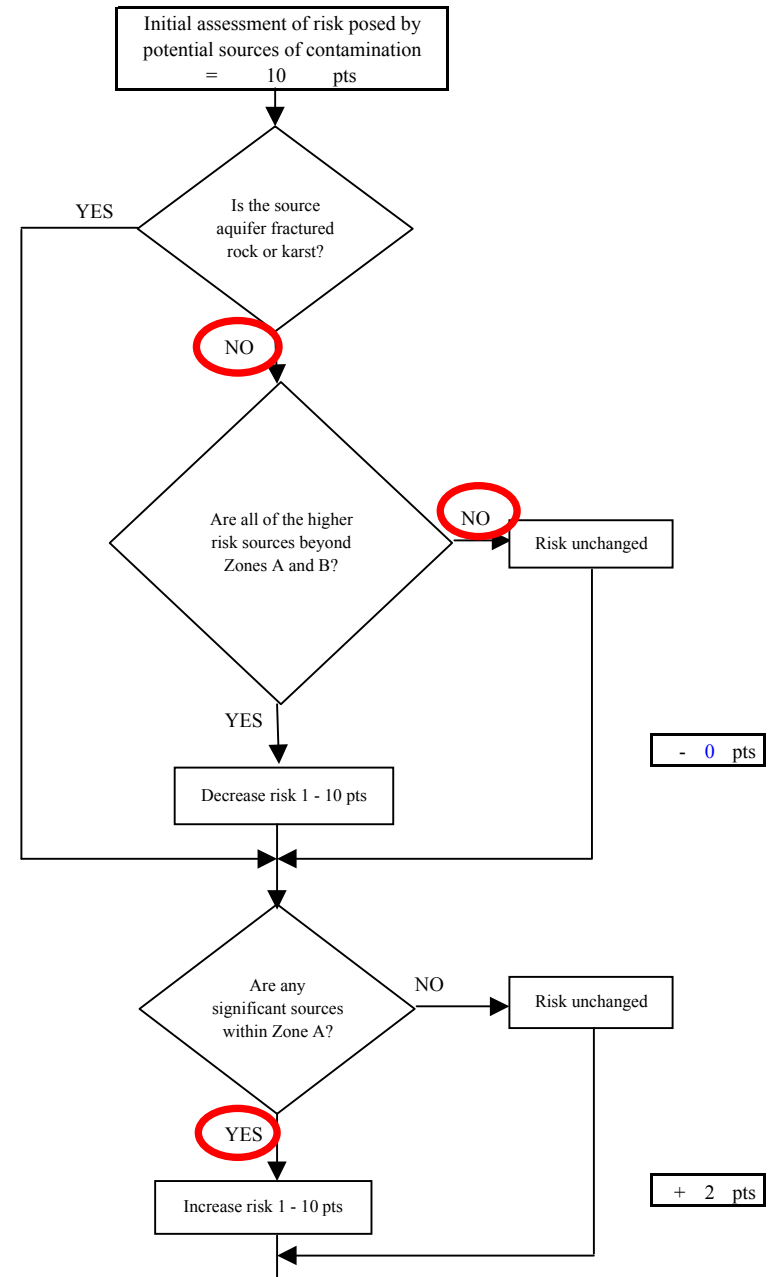 Initial assessment of risk posed by
potential sources of contamination
= 10 pts
YES
Is the source
aquifer fractured
rock or karst?
NO
Are all of the higher
risk sources beyond
Zones A and B?
NO
Risk unchanged
YES
- 0 pts
Decrease risk 1 - 10 pts
Are any
significant sources
within Zone A?
NO
Risk unchanged
YES
+ 2 pts
Increase risk 1 - 10 pts